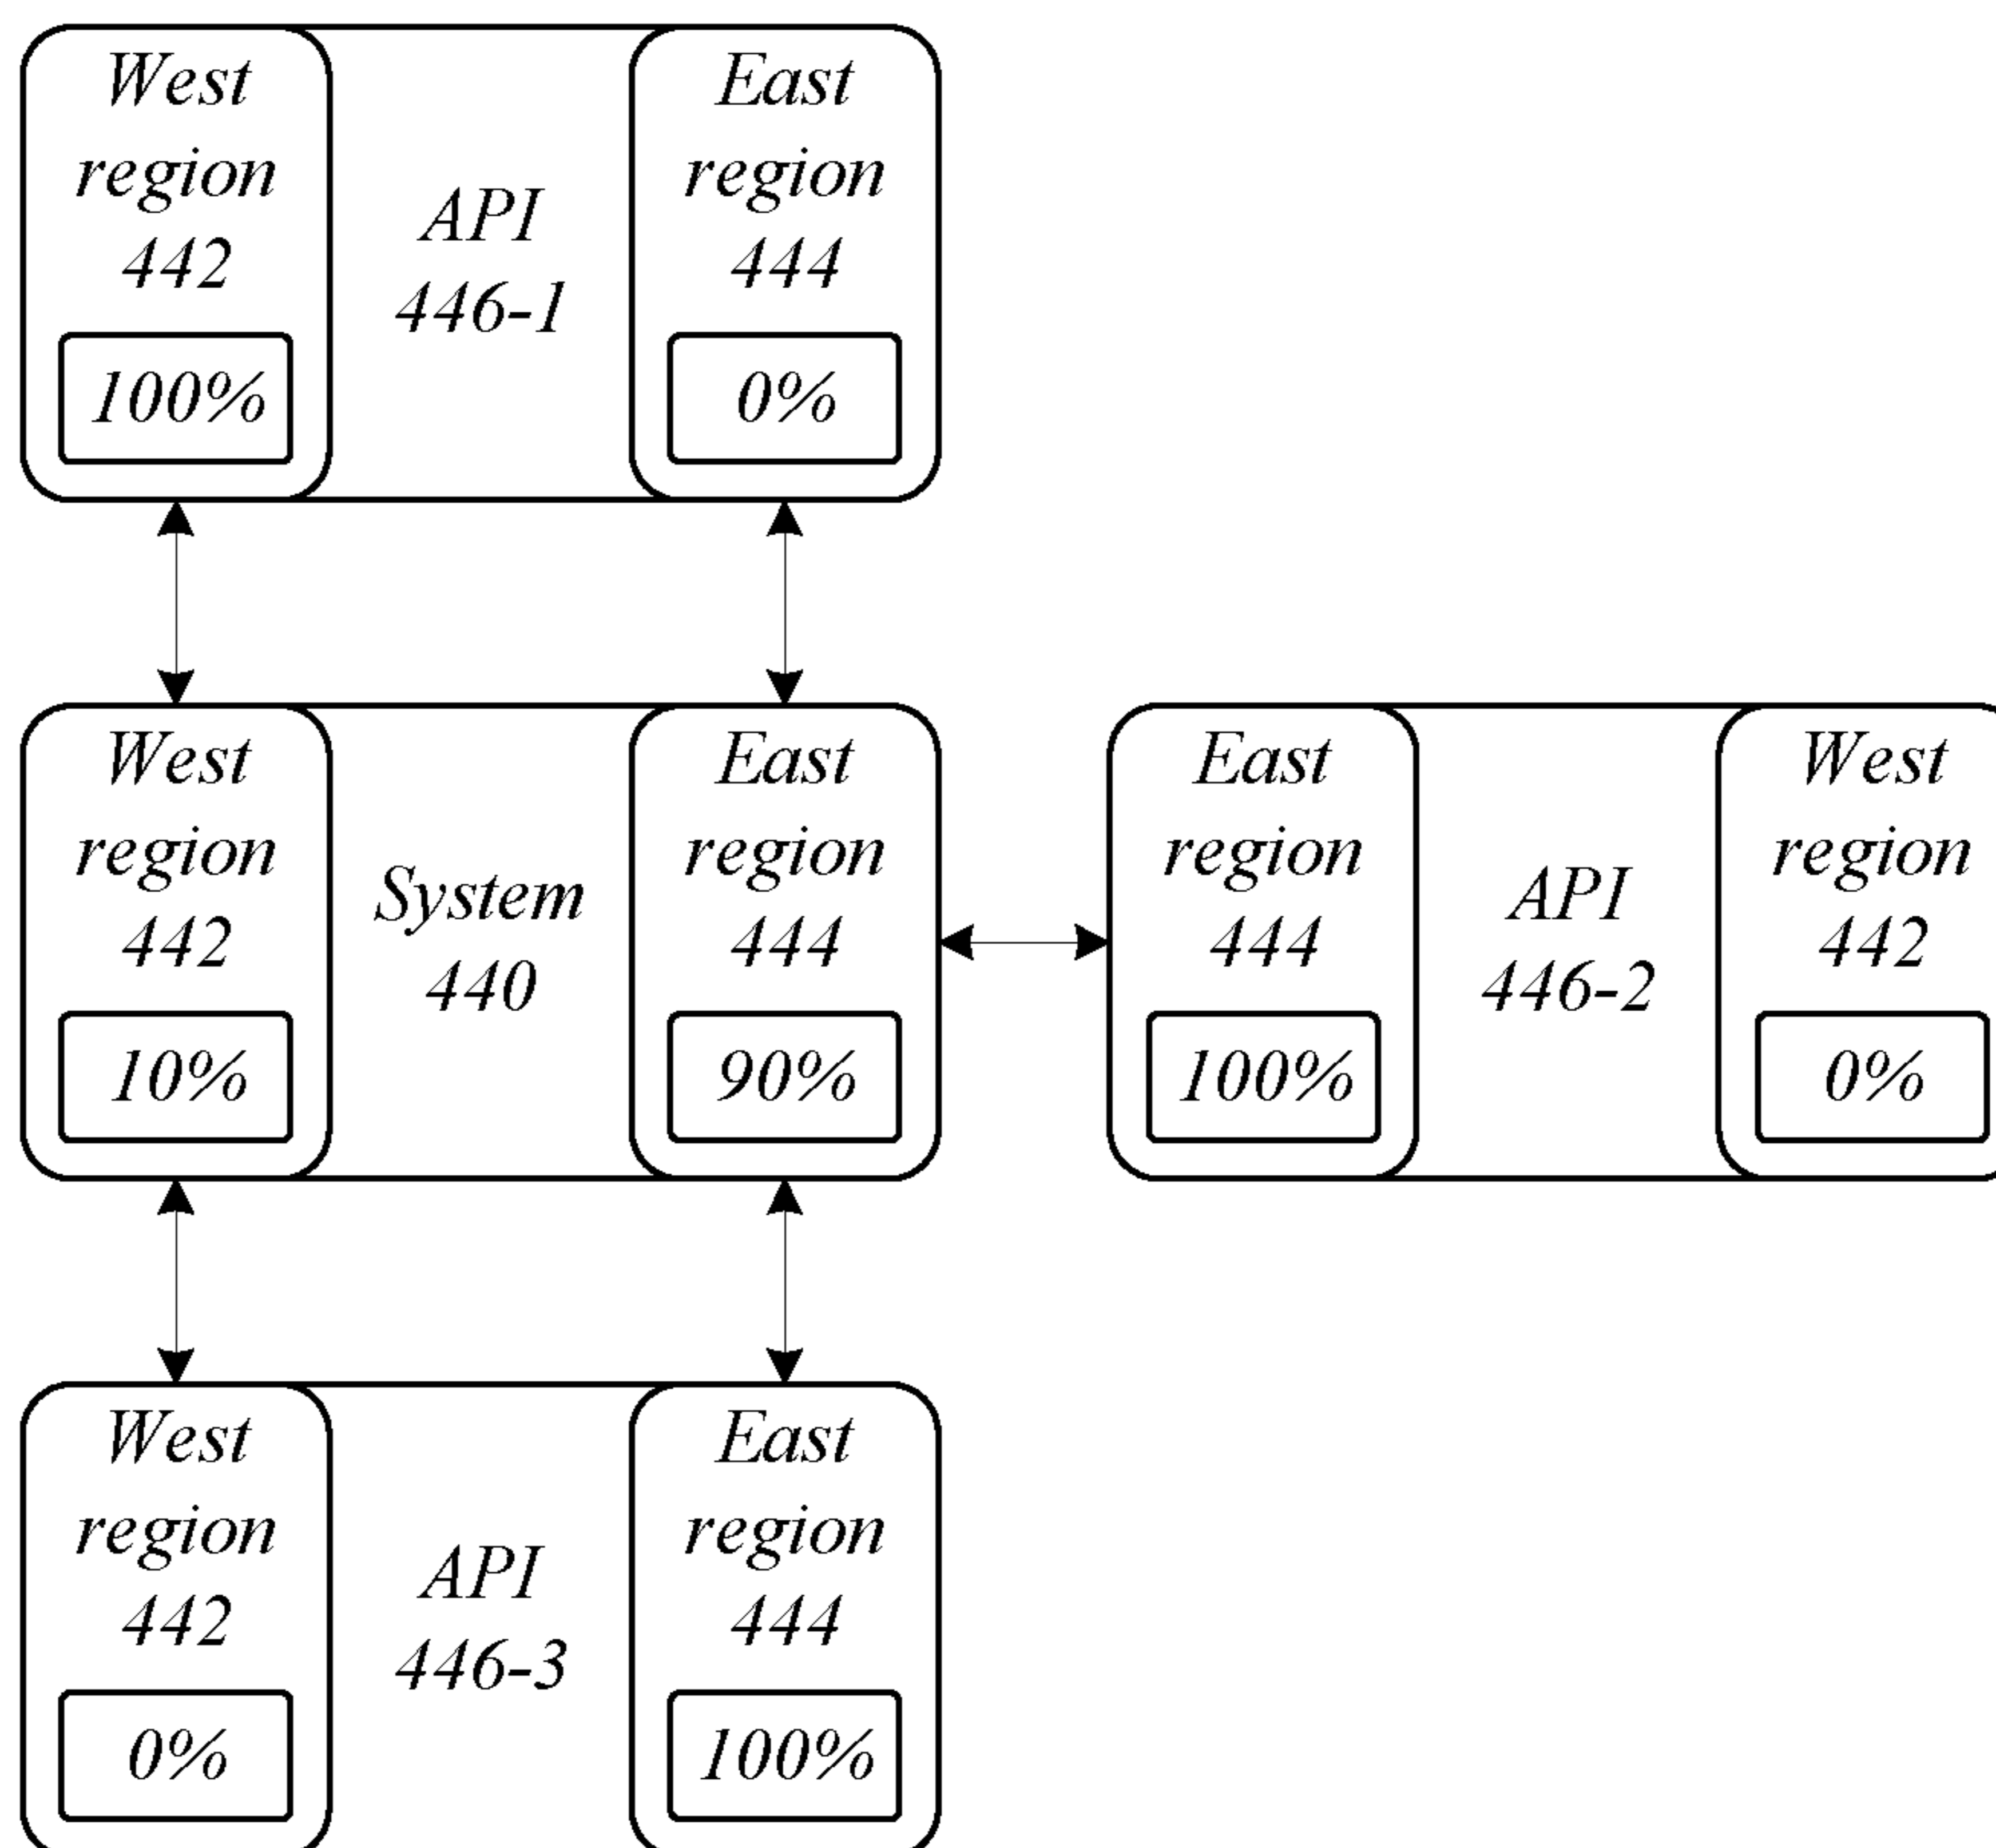 West
region
442
100%
API
446-1
East
region
444
0%
West
region
442
10%
System
440
East
region
444
90%
East
region
444
100%
API
446-2
West
region
442
0%
West
region
442
0%
API
446-3
East
region
444
100%